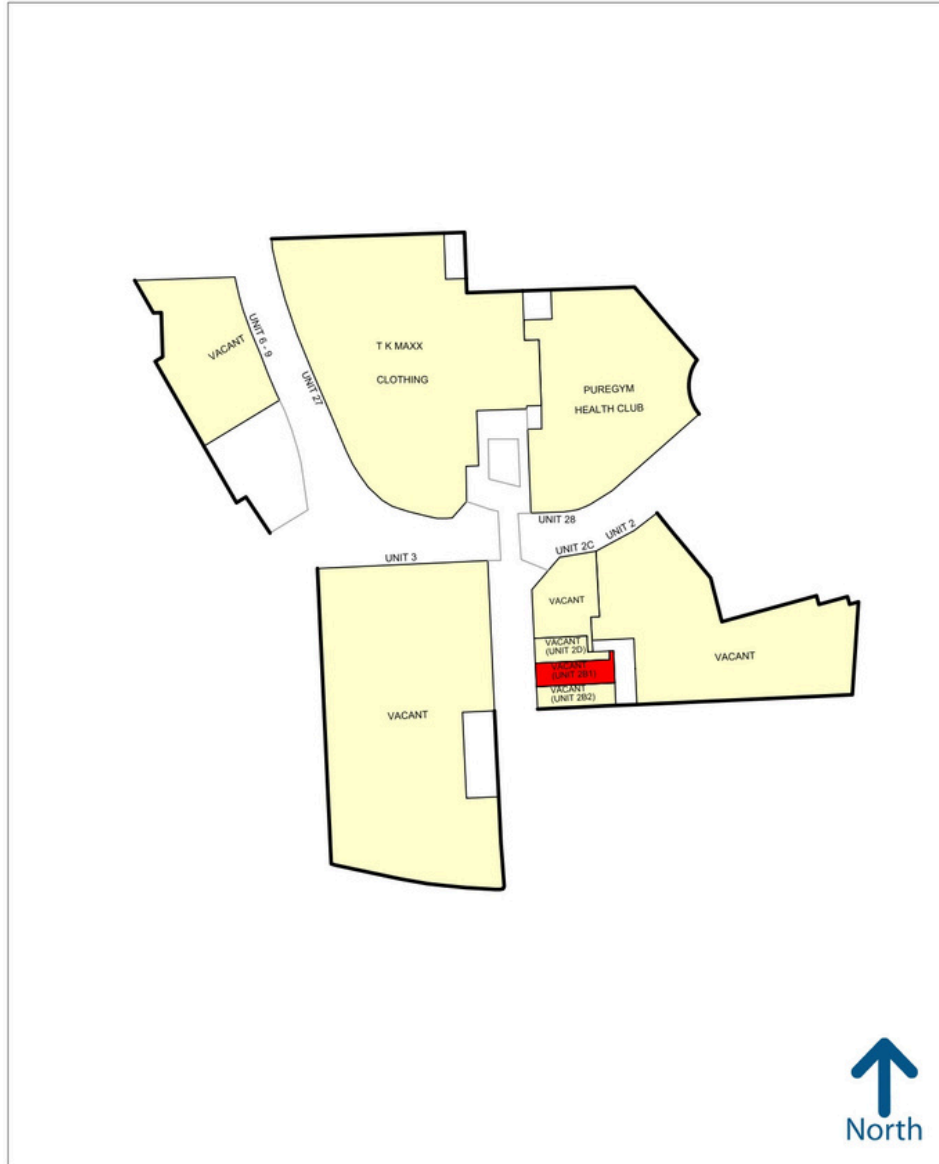 VACANT
UNIT 6 - 9
UNIT 27
T K MAXX
CLOTHING
PUREGYM
HEALTH CLUB
UNIT 28
UNIT 2
UNIT 2C
UNIT 3
VACANT
VACANT
(UNIT 2D)
VACANT
(UNIT 2B1)
VACANT
(UNIT 2B2)
VACANT
VACANT
North